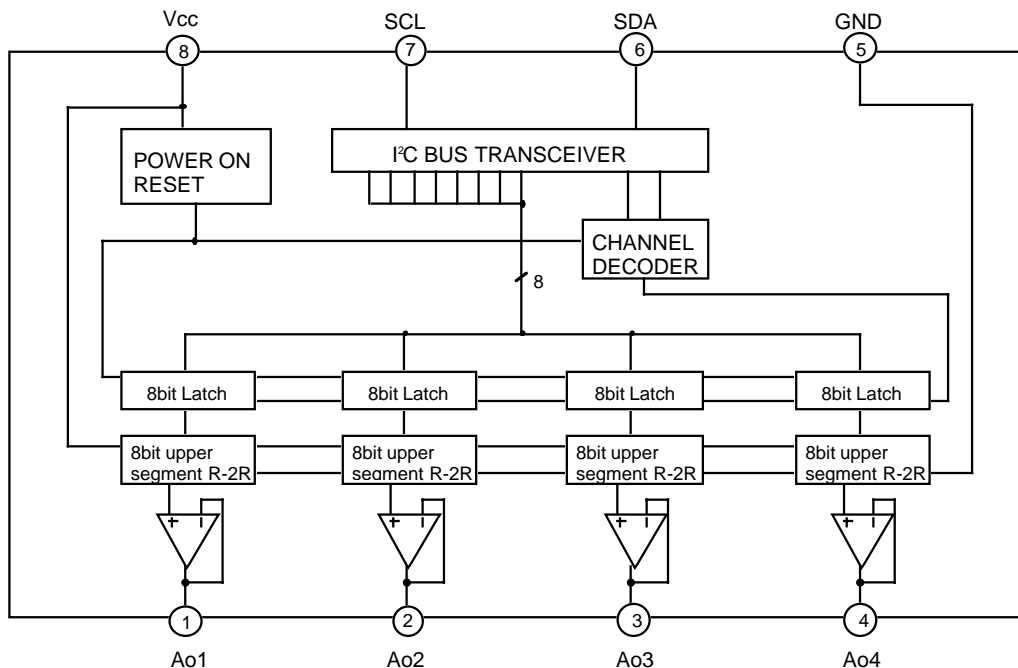 Vcc SCL SDA GND
8 7 6 5
POWER ON
RESET
I²C BUS TRANSCEIVER
CHANNEL
DECODER
8
8bit Latch 8bit Latch 8bit Latch 8bit Latch
8bit upper 8bit upper 8bit upper 8bit upper
segment R-2R segment R-2R segment R-2R segment R-2R
+ − + − + − + −
1 2 3 4
Ao1 Ao2 Ao3 Ao4